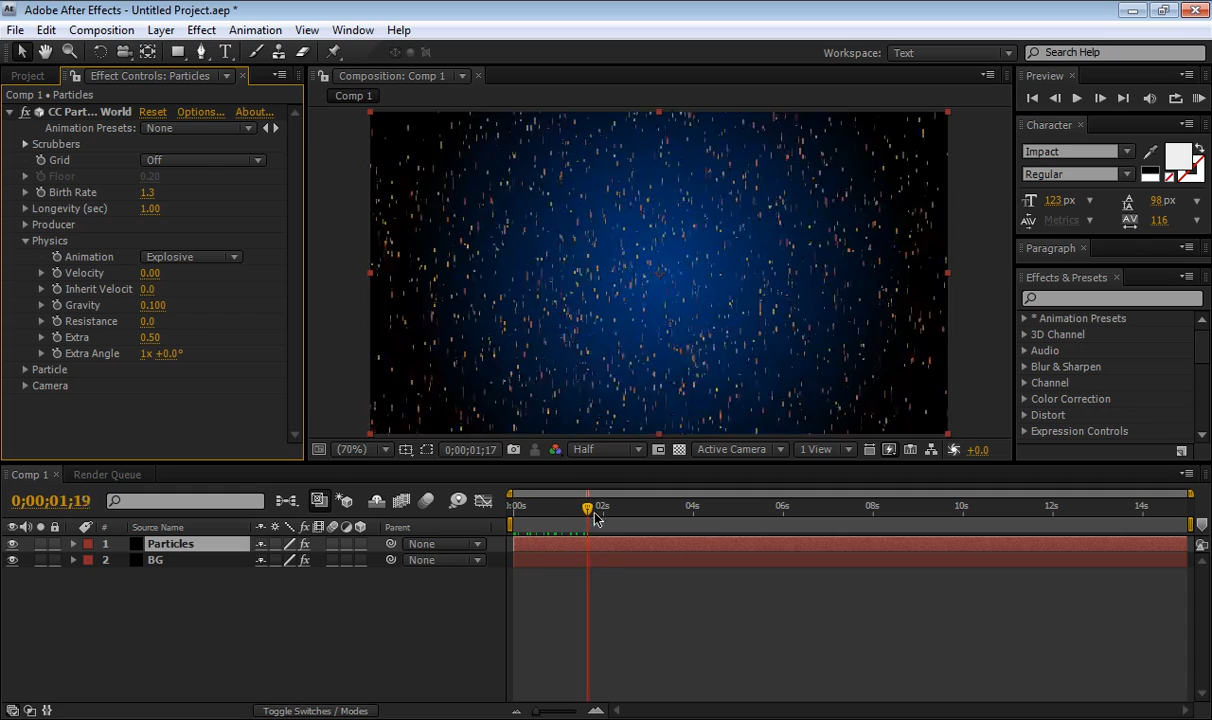 Adobe After Effects - Untitled Project.aep *
File Edit Composition Layer Effect Animation View Window Help
Workspace: Text Search Help
Project Effect Controls: Particles
Comp 1 • Particles
CC Part... World Reset Options... About...
Animation Presets: None
Scrubbers
Grid Off
Floor 0.20
Birth Rate 1.3
Longevity (sec) 1.00
Producer
Physics
Animation Explosive
Velocity 0.00
Inherit Velocit 0.0
Gravity 0.100
Resistance 0.0
Extra 0.50
Extra Angle 1x +0.0°
Particle
Camera
Composition: Comp 1
Comp 1
(70%) 0;00;01;17 Half Active Camera 1 View +0.0
Preview
Character
Impact
Regular
123 px 98 px
Metrics 116
Paragraph
Effects & Presets
* Animation Presets
3D Channel
Audio
Blur & Sharpen
Channel
Color Correction
Distort
Expression Controls
Comp 1 Render Queue
0;00;01;19
:00s 02s 04s 06s 08s 10s 12s 14s
# Source Name Parent
1 Particles None
2 BG None
Toggle Switches / Modes